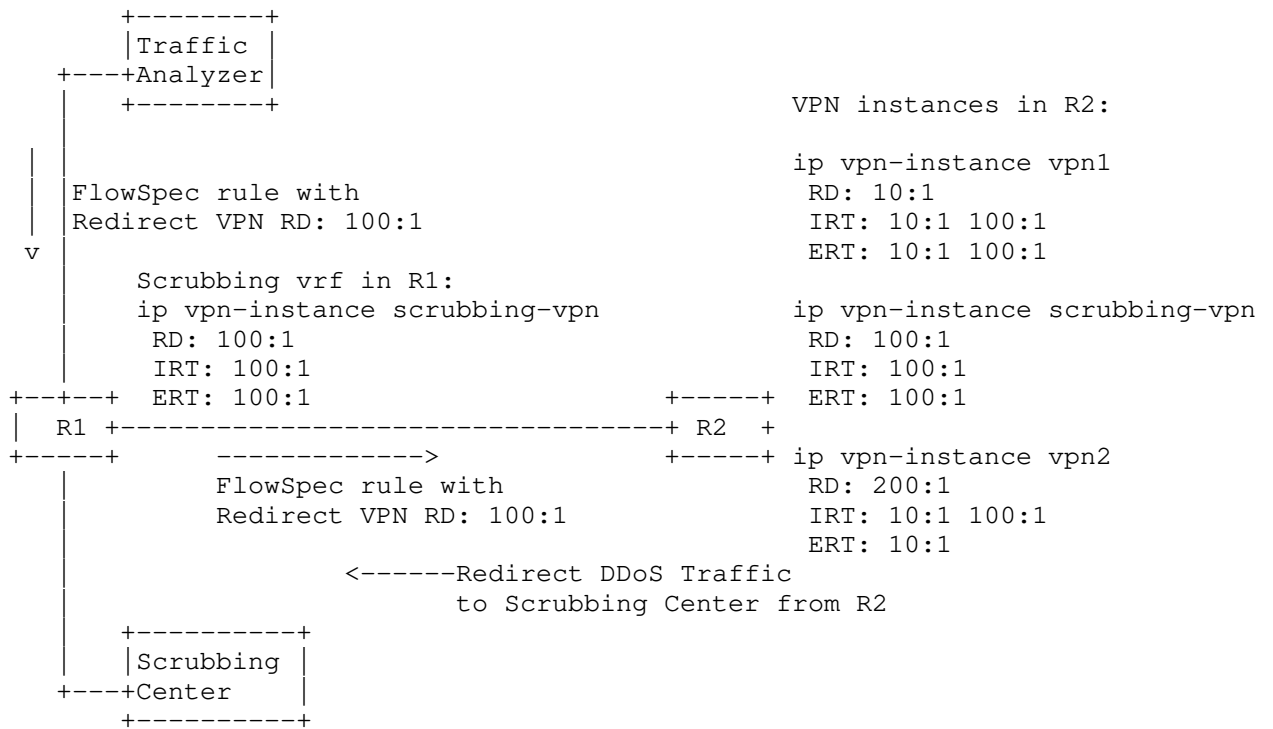 Traffic
Analyzer
VPN instances in R2:
ip vpn-instance vpn1
FlowSpec rule with
RD: 10:1
Redirect VPN RD: 100:1
IRT: 10:1 100:1
v
ERT: 10:1 100:1
Scrubbing vrf in R1:
ip vpn-instance scrubbing-vpn
ip vpn-instance scrubbing-vpn
RD: 100:1
RD: 100:1
IRT: 100:1
IRT: 100:1
ERT: 100:1
ERT: 100:1
R1
R2
ip vpn-instance vpn2
FlowSpec rule with
RD: 200:1
Redirect VPN RD: 100:1
IRT: 10:1 100:1
ERT: 10:1
<------Redirect DDoS Traffic
to Scrubbing Center from R2
Scrubbing
Center